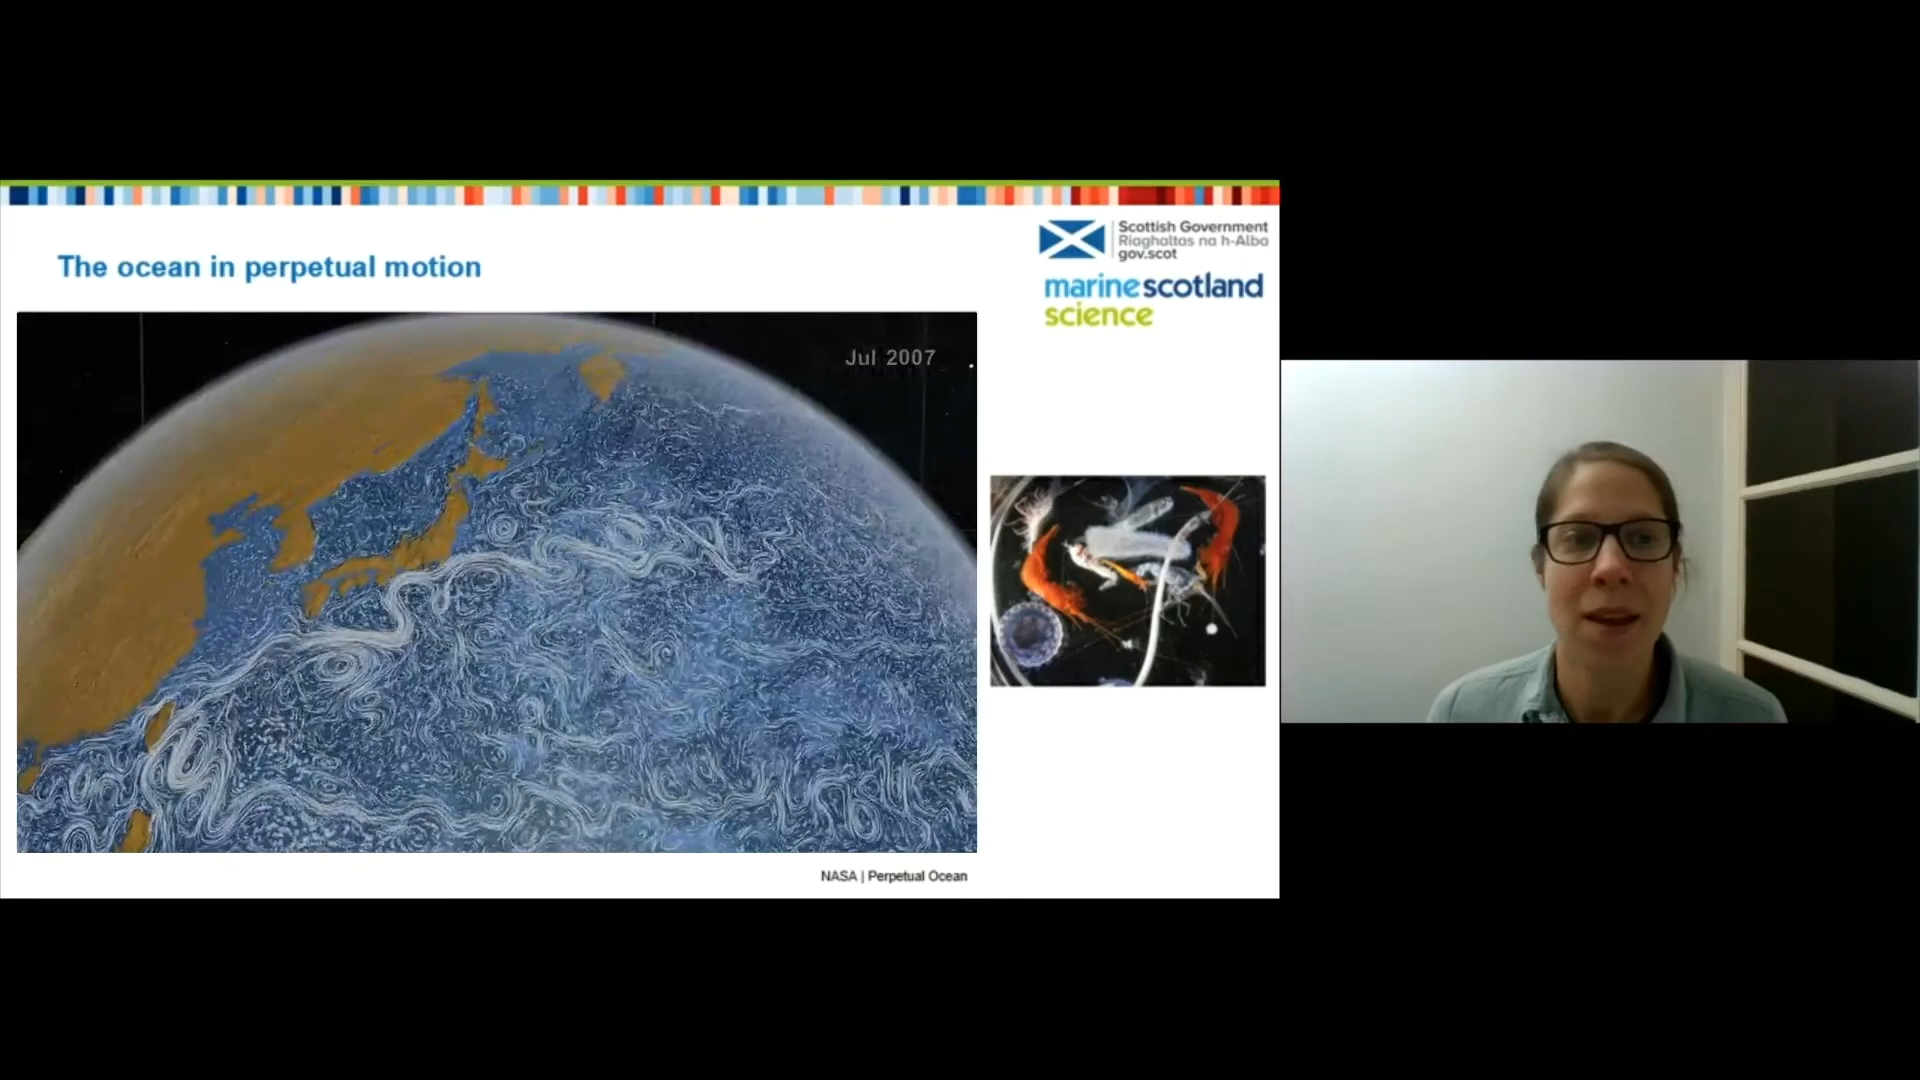 The ocean in perpetual motion
Scottish Government
Riaghaltas na h-Alba
gov.scot
marinescotland
science
Jul 2007
NASA | Perpetual Ocean